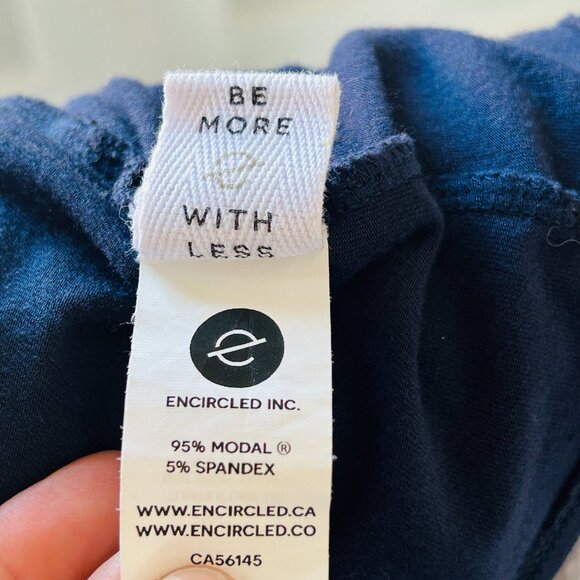 BE
MORE
WITH
LESS
ENCIRCLED INC.
95% MODAL ®
5% SPANDEX
WWW.ENCIRCLED.CA
WWW.ENCIRCLED.CO
CA56145